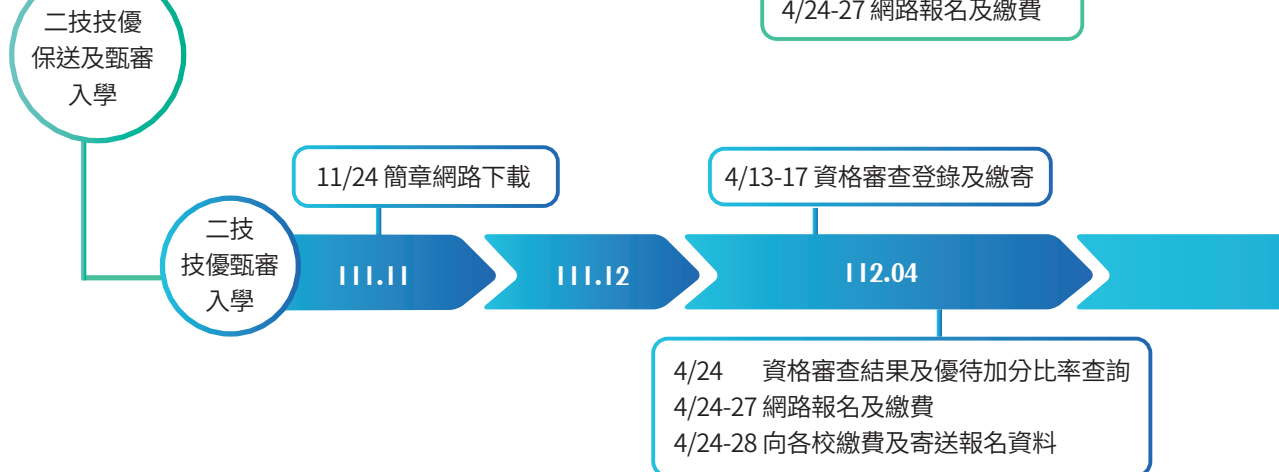 4/24-27 網路報名及繳費
二技技優
保送及甄審
入學
11/24 簡章網路下載
4/13-17 資格審查登錄及繳寄
二技
技優甄審
入學
111.11
111.12
112.04
4/24 資格審查結果及優待加分比率查詢
4/24-27 網路報名及繳費
4/24-28 向各校繳費及寄送報名資料